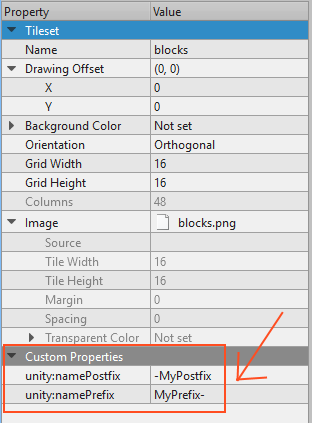 Property Value
Tileset
Name blocks
Drawing Offset (0, 0)
X 0
Y 0
Background Color Not set
Orientation Orthogonal
Grid Width 16
Grid Height 16
Columns 48
Image blocks.png
Source
Tile Width 16
Tile Height 16
Margin 0
Spacing 0
Transparent Color Not set
Custom Properties
unity:namePostfix -MyPostfix
unity:namePrefix MyPrefix-